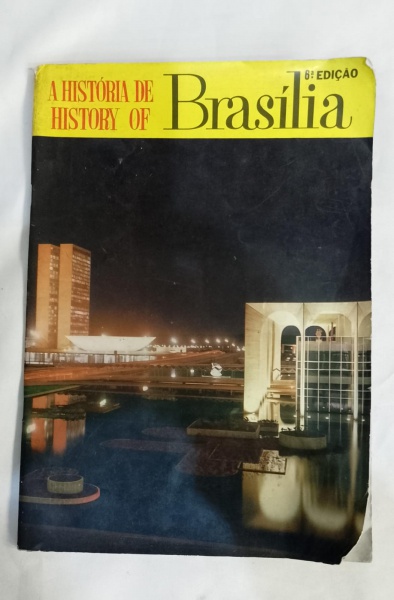 8ª EDIÇÃO
A HISTÓRIA DE
HISTORY OF
Brasília